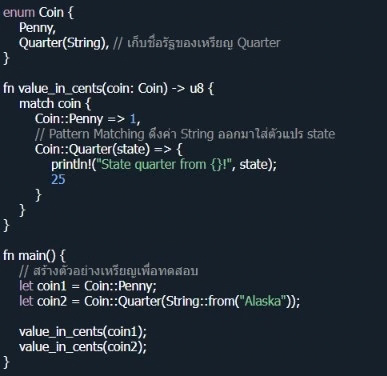 enum Coin {
    Penny,
    Quarter(String), // เก็บชื่อรัฐของเหรียญ Quarter
}

fn value_in_cents(coin: Coin) -> u8 {
    match coin {
        Coin::Penny => 1,
        // Pattern Matching ดึงค่า String ออกมาใส่ตัวแปร state
        Coin::Quarter(state) => {
            println!("State quarter from {}!", state);
            25
        }
    }
}

fn main() {
    // สร้างตัวอย่างเหรียญเพื่อทดสอบ
    let coin1 = Coin::Penny;
    let coin2 = Coin::Quarter(String::from("Alaska"));

    value_in_cents(coin1);
    value_in_cents(coin2);
}